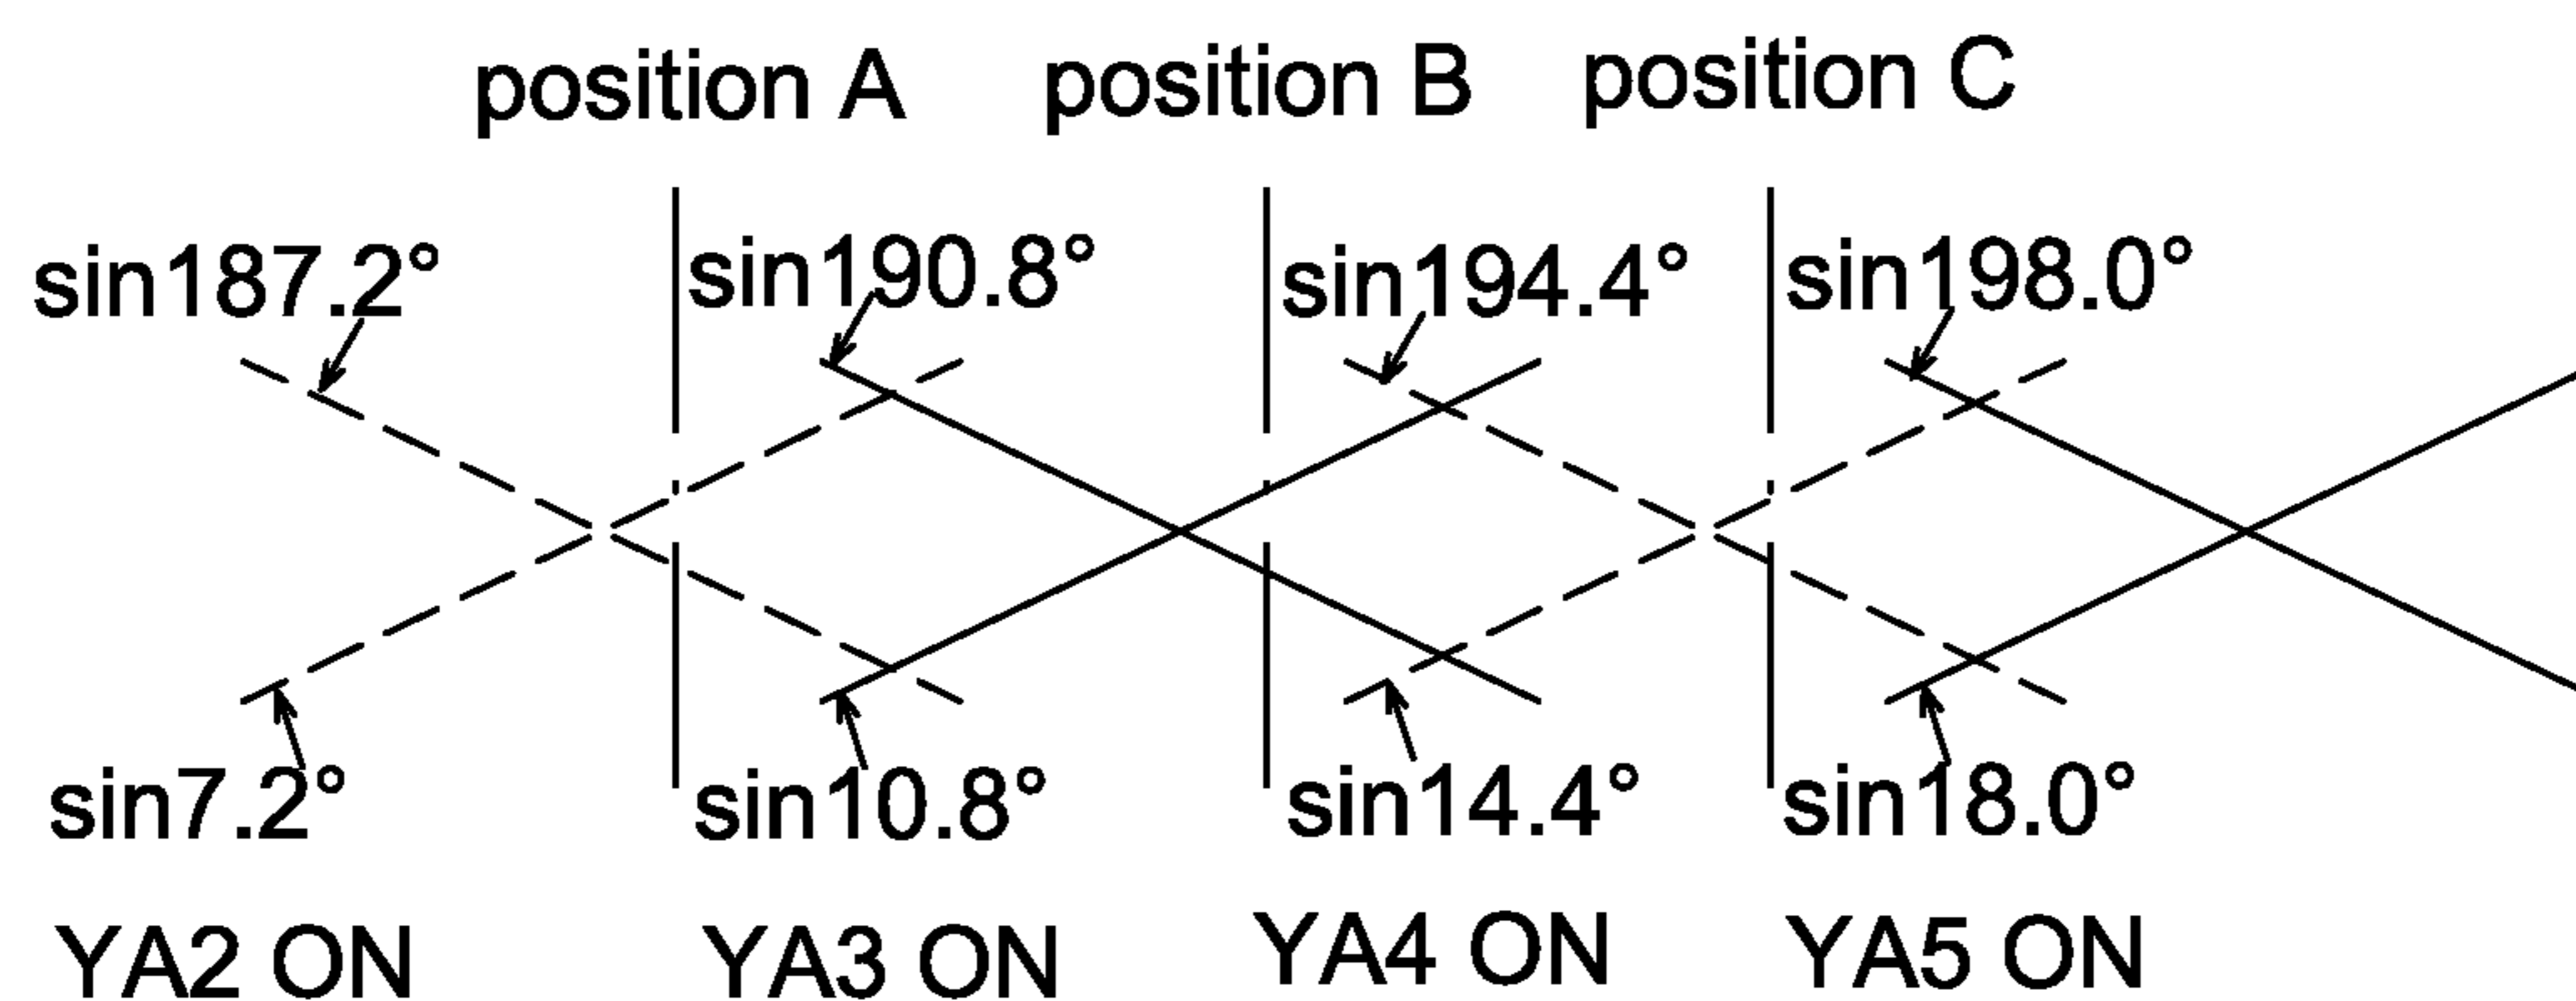 position A position B position C
sin187.2° sin190.8° sin194.4° sin198.0°
sin7.2° sin10.8° sin14.4° sin18.0°
YA2 ON YA3 ON YA4 ON YA5 ON